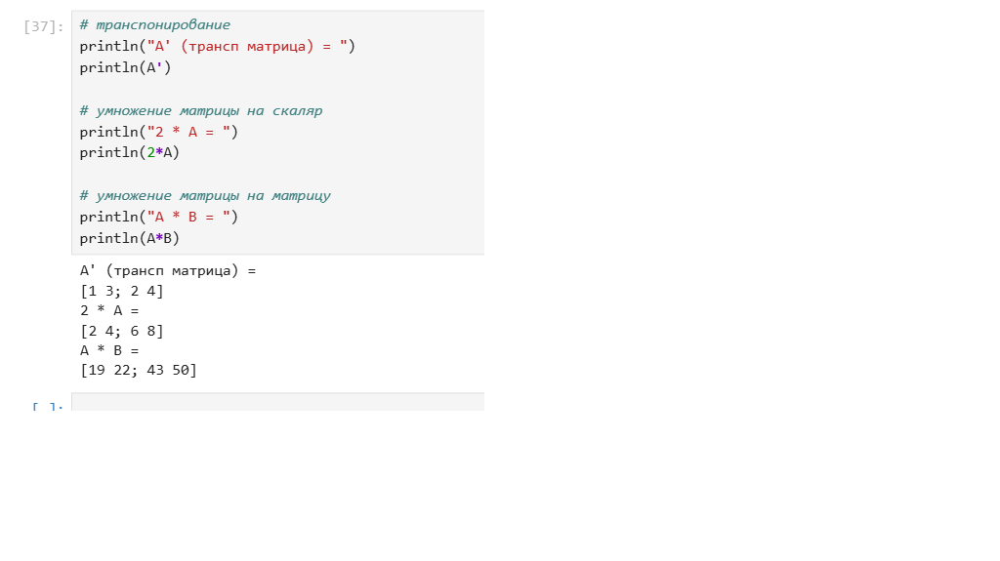 [37]:
# транспонирование
println("A' (трансп матрица) = ")
println(A')
# умножение матрицы на скаляр
println("2 * A = ")
println(2*A)
# умножение матрицы на матрицу
println("A * B = ")
println(A*B)
A' (трансп матрица) =
[1 3; 2 4]
2 * A =
[2 4; 6 8]
A * B =
[19 22; 43 50]
[ ]: